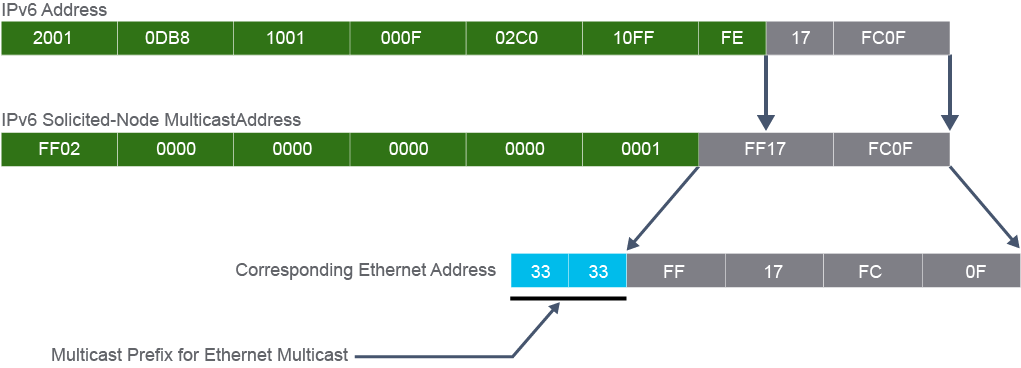 IPv6 Address
2001 0DB8 1001 000F 02C0 10FF FE 17 FC0F
IPv6 Solicited-Node MulticastAddress
FF02 0000 0000 0000 0000 0001 FF17 FC0F
Corresponding Ethernet Address 33 33 FF 17 FC 0F
Multicast Prefix for Ethernet Multicast